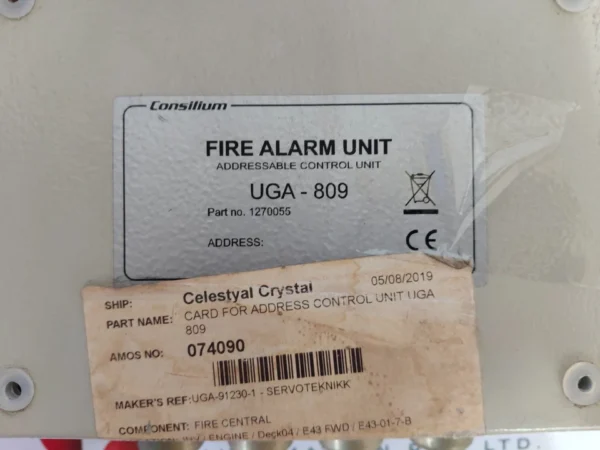 Consilium
FIRE ALARM UNIT
ADDRESSABLE CONTROL UNIT
UGA - 809
Part no. 1270055
ADDRESS:
CE
05/08/2019
SHIP: Celestyal Crystal
PART NAME: CARD FOR ADDRESS CONTROL UNIT UGA
809
AMOS NO: 074090
MAKER'S REF:UGA-91230-1 - SERVOTEKNIKK
COMPONENT: FIRE CENTRAL
/ ENGINE / Deck04 / E43 FWD / E43-01-7-B
LTD.